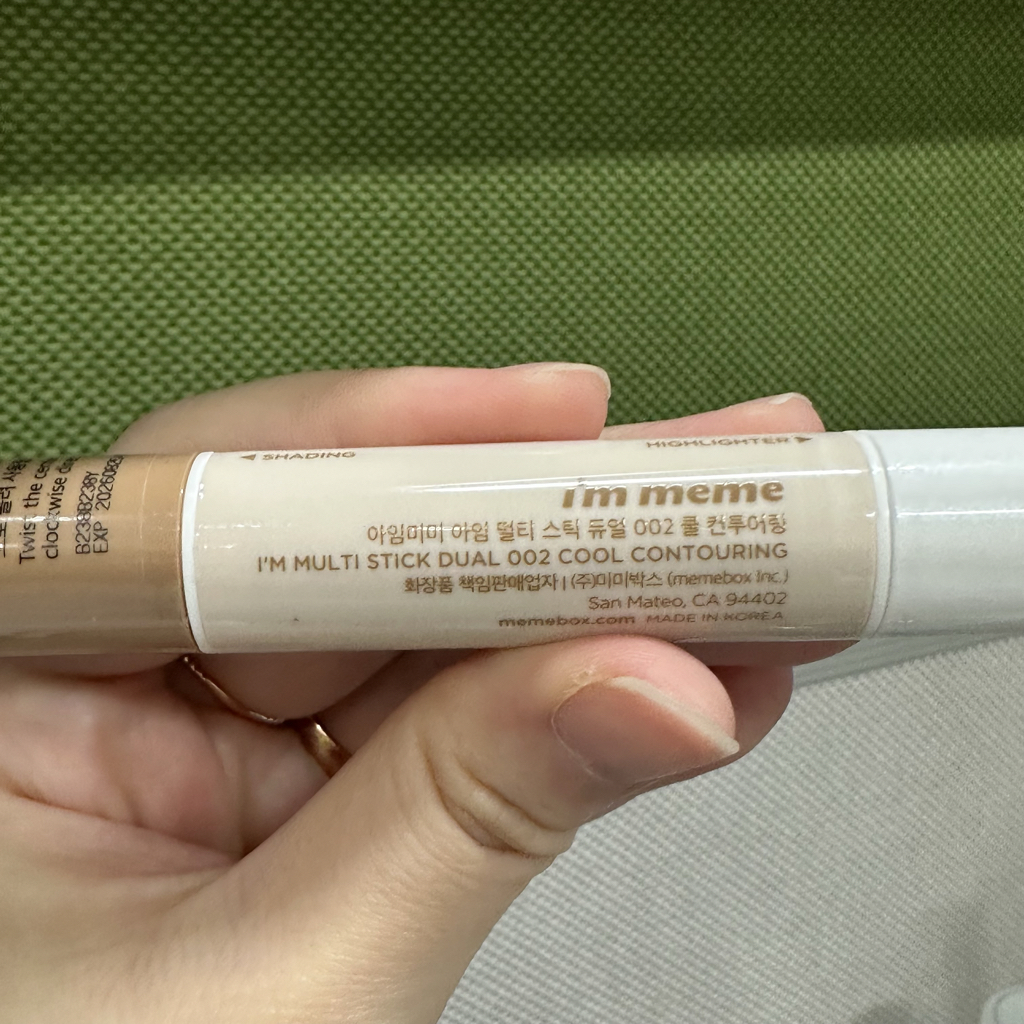 ◀ SHADING
HIGHLIGHTER ▶
i'm meme
아임미미 아임 멀티 스틱 듀얼 002 쿨 컨투어링
I'M MULTI STICK DUAL 002 COOL CONTOURING
화장품 책임판매업자 | (주)미미박스 (memebox Inc.)
San Mateo, CA 94402
memebox.com MADE IN KOREA
Twist the
clockwise
B238B238Y
EXP